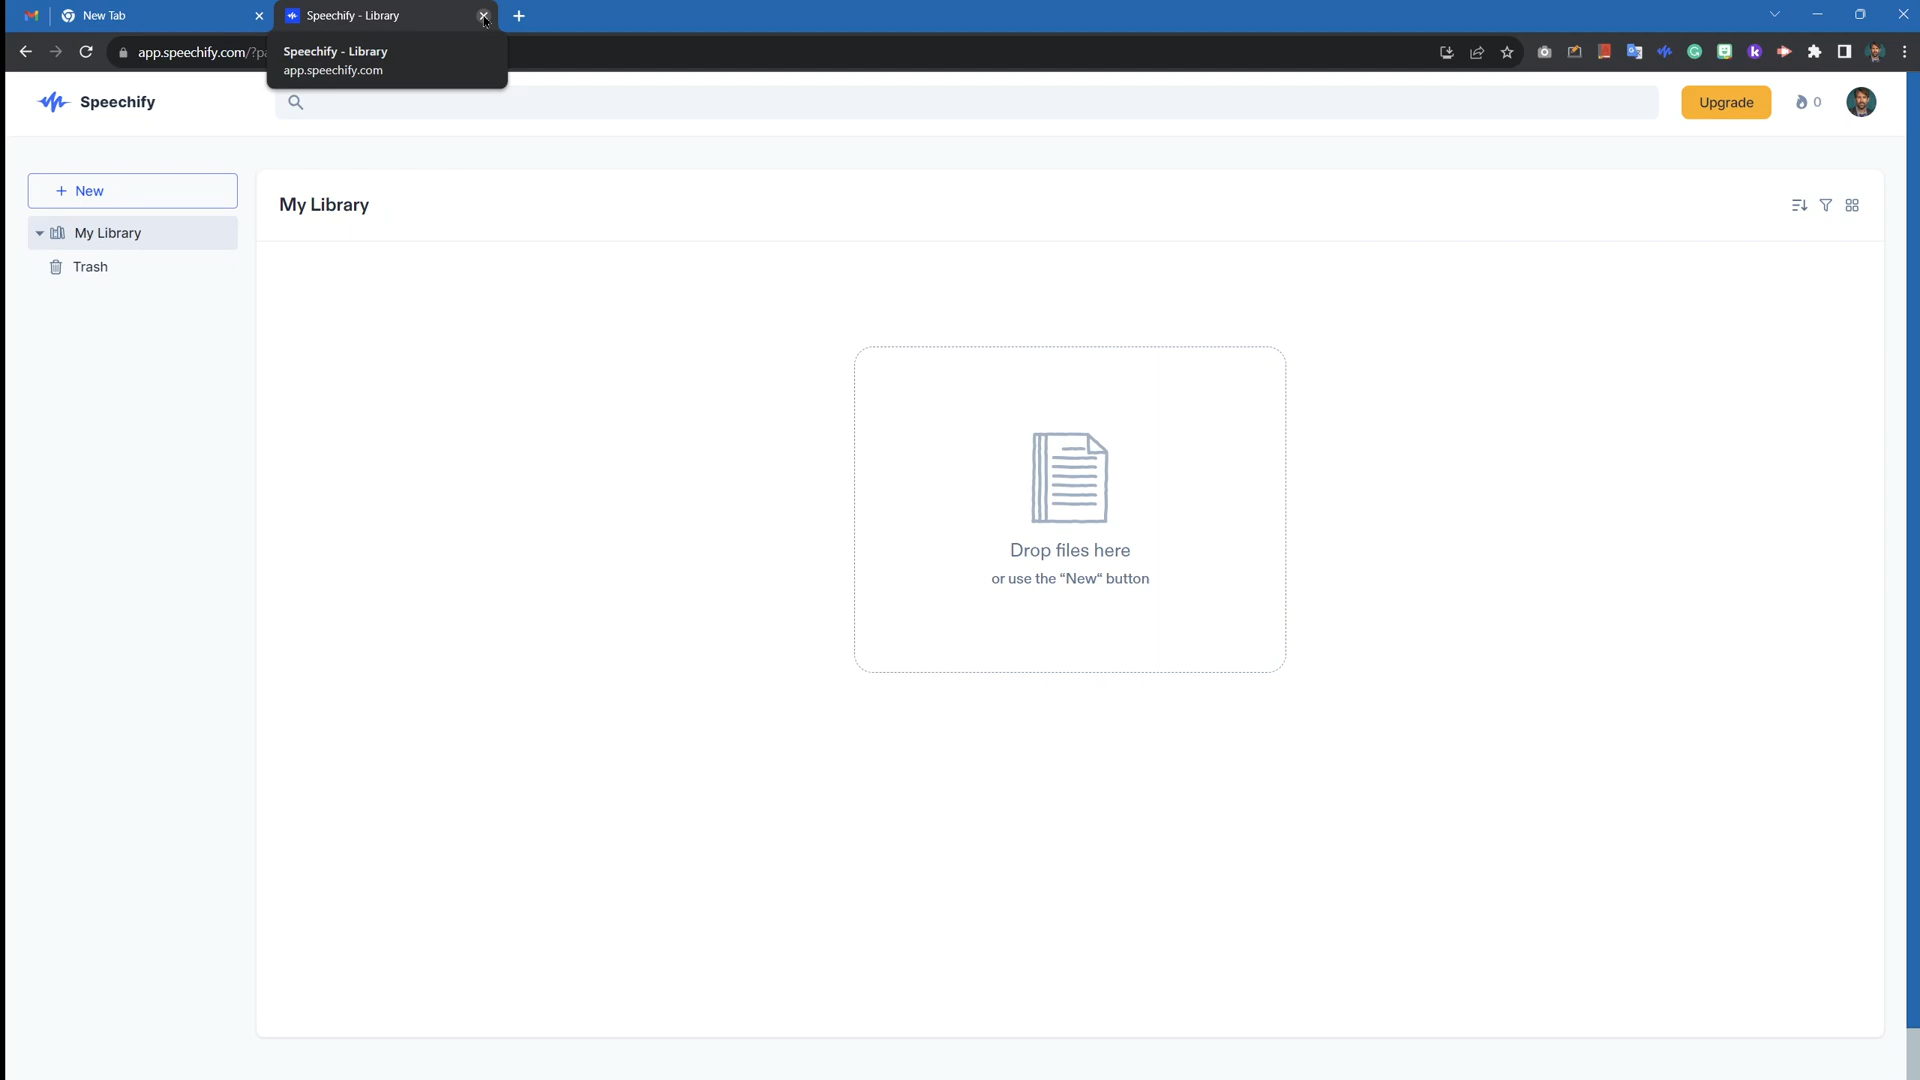 New Tab
Speechify - Library
app.speechify.com/?pa
Speechify - Library
app.speechify.com
Speechify
Upgrade
0
+ New
My Library
Trash
My Library
Drop files here
or use the “New“ button